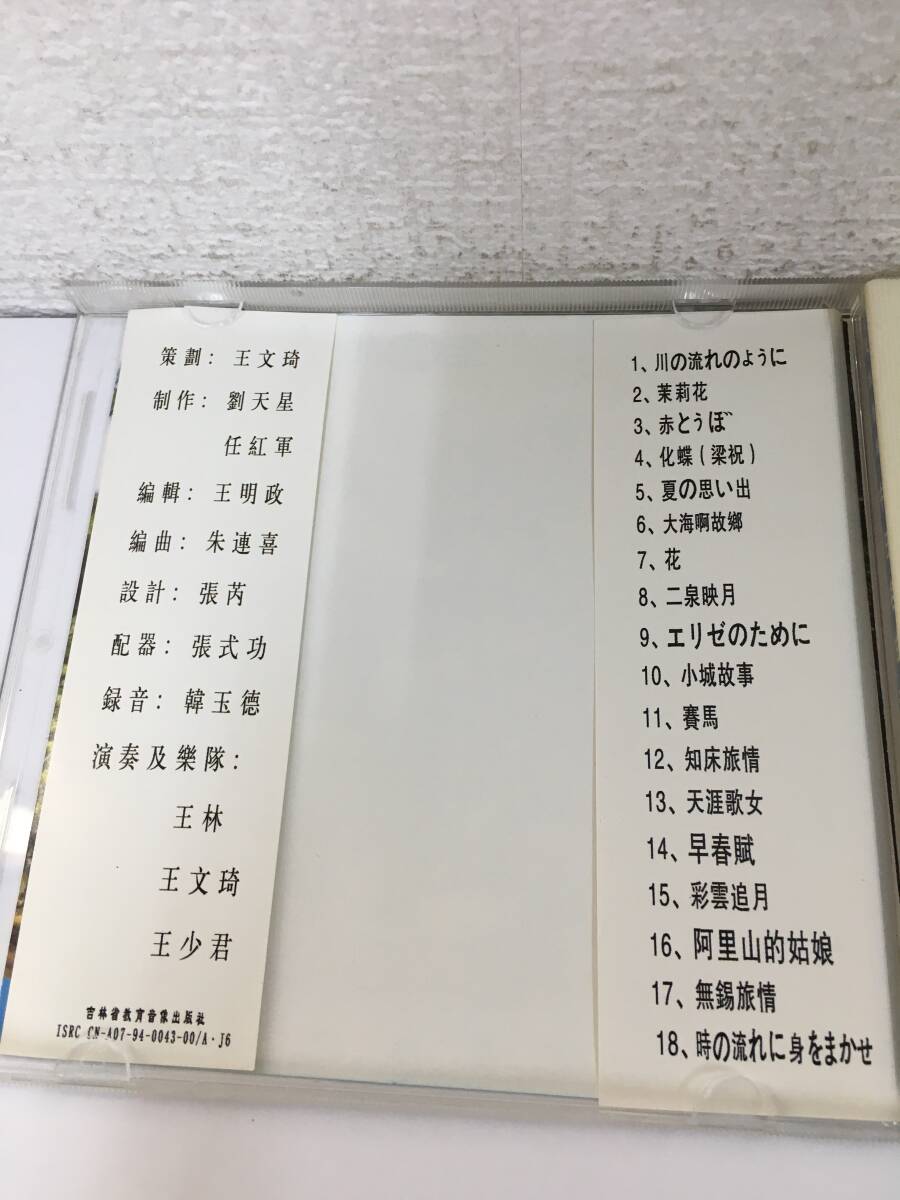 策劃: 王文琦
制作: 劉天星
任紅軍
編輯: 王明政
編曲: 朱連喜
設計: 張芮
配器: 張式功
録音: 韓玉德
演奏及樂隊:
王林
王文琦
王少君
吉林省教育音像出版社
ISRC CN-A07-94-0043-00/A·J6
1、川の流れのように
2、茉莉花
3、赤とうぼ゛
4、化蝶(梁祝)
5、夏の思い出
6、大海啊故鄉
7、花
8、二泉映月
9、エリゼのために
10、小城故事
11、賽馬
12、知床旅情
13、天涯歌女
14、早春賦
15、彩雲追月
16、阿里山的姑娘
17、無錫旅情
18、時の流れに身をまかせ